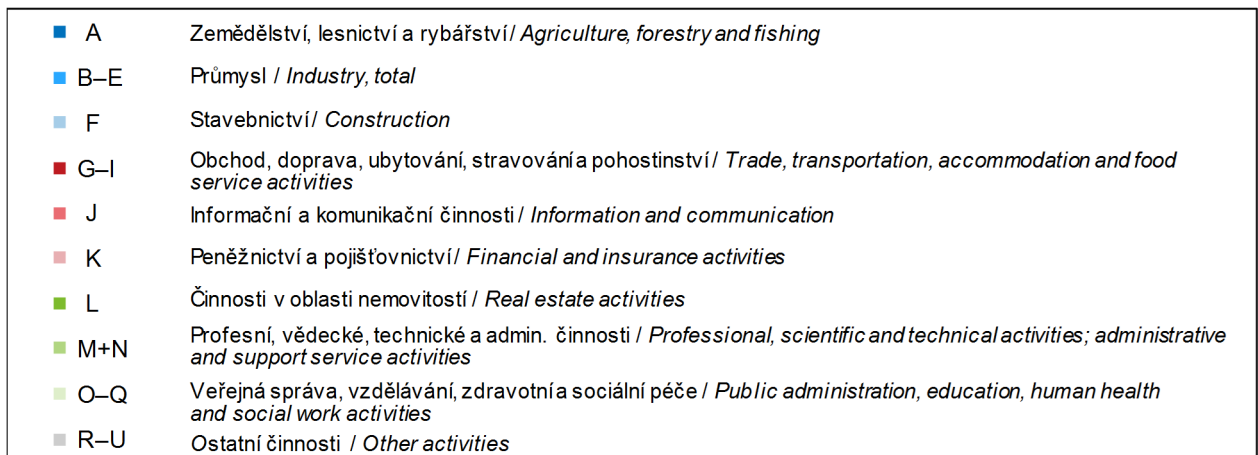 A Zemědělství, lesnictví a rybářství / Agriculture, forestry and fishing
B–E Průmysl / Industry, total
F Stavebnictví / Construction
G–I Obchod, doprava, ubytování, stravování a pohostinství / Trade, transportation, accommodation and food
service activities
J Informační a komunikační činnosti / Information and communication
K Peněžnictví a pojišťovnictví / Financial and insurance activities
L Činnosti v oblasti nemovitostí / Real estate activities
M+N Profesní, vědecké, technické a admin. činnosti / Professional, scientific and technical activities; administrative
and support service activities
O–Q Veřejná správa, vzdělávání, zdravotní a sociální péče / Public administration, education, human health
and social work activities
R–U Ostatní činnosti / Other activities